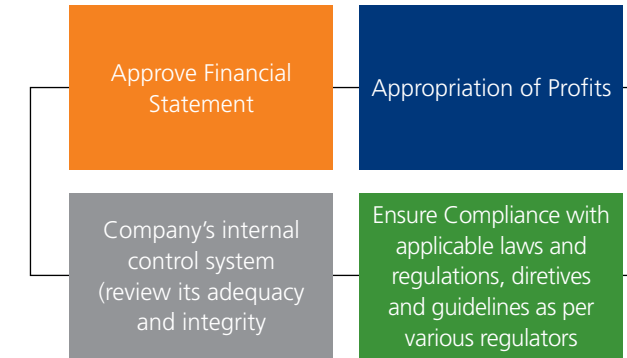 Approve Financial
Statement
Appropriation of Profits
Company's internal
control system
(review its adequacy
and integrity
Ensure Compliance with
applicable laws and
regulations, diretives
and guidelines as per
various regulators